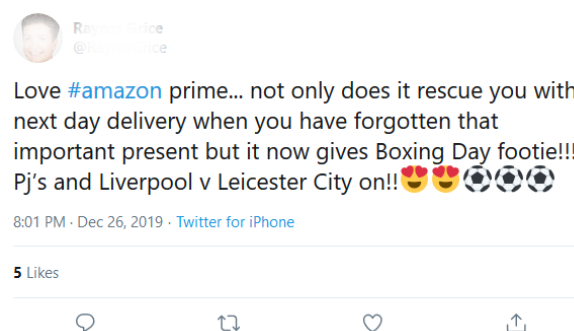 Love #amazon prime... not only does it rescue you with
next day delivery when you have forgotten that
important present but it now gives Boxing Day footie!!!
Pj's and Liverpool v Leicester City on!!😍😍⚽⚽⚽
8:01 PM · Dec 26, 2019 · Twitter for iPhone
5 Likes